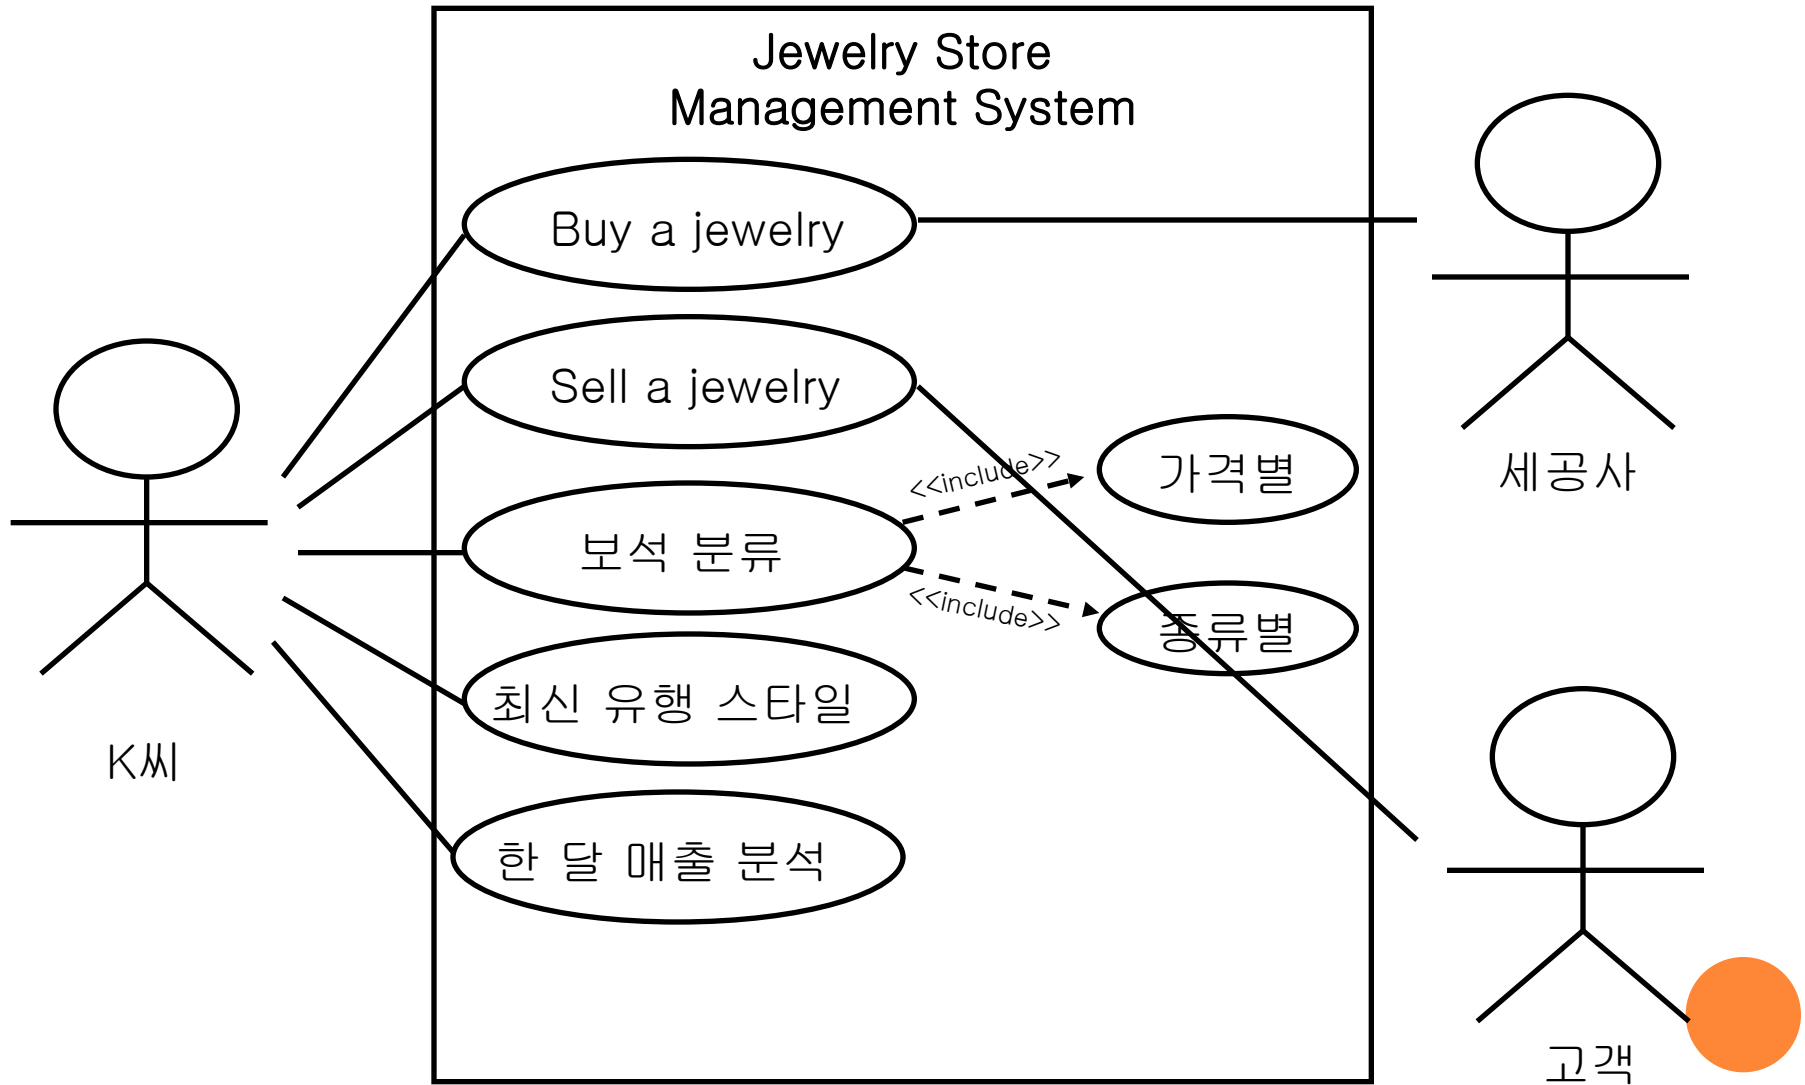 Jewelry Store
Management System
Buy a jewelry
Sell a jewelry
<<include>>
가격별
세공사
보석 분류
<<include>>
종류별
최신 유행 스타일
K씨
한 달 매출 분석
고객